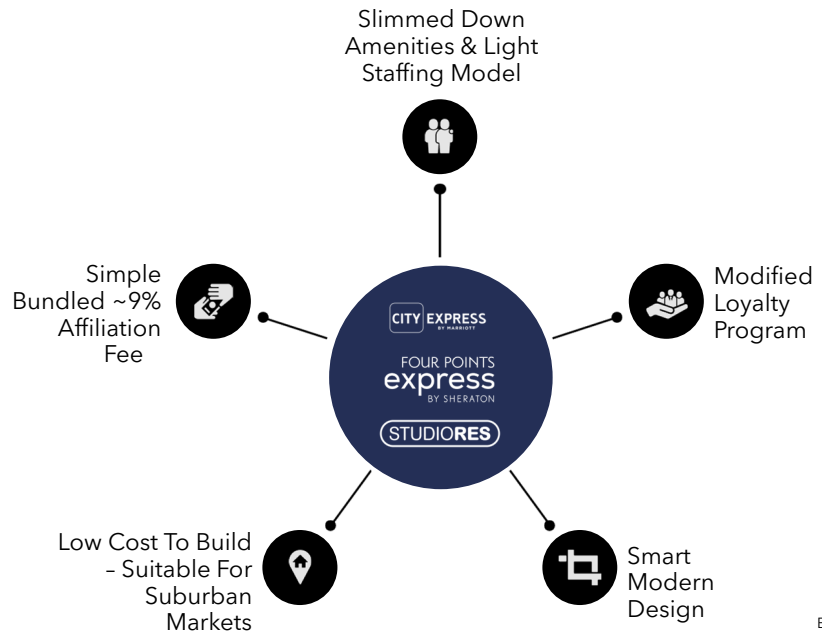 Slimmed Down
Amenities & Light
Staffing Model
Simple
Bundled ~9%
Affiliation
Fee
Modified
Loyalty
Program
CITY EXPRESS
BY MARRIOTT
FOUR POINTS
express
BY SHERATON
STUDIORES
Low Cost To Build
– Suitable For
Suburban
Markets
Smart
Modern
Design
E